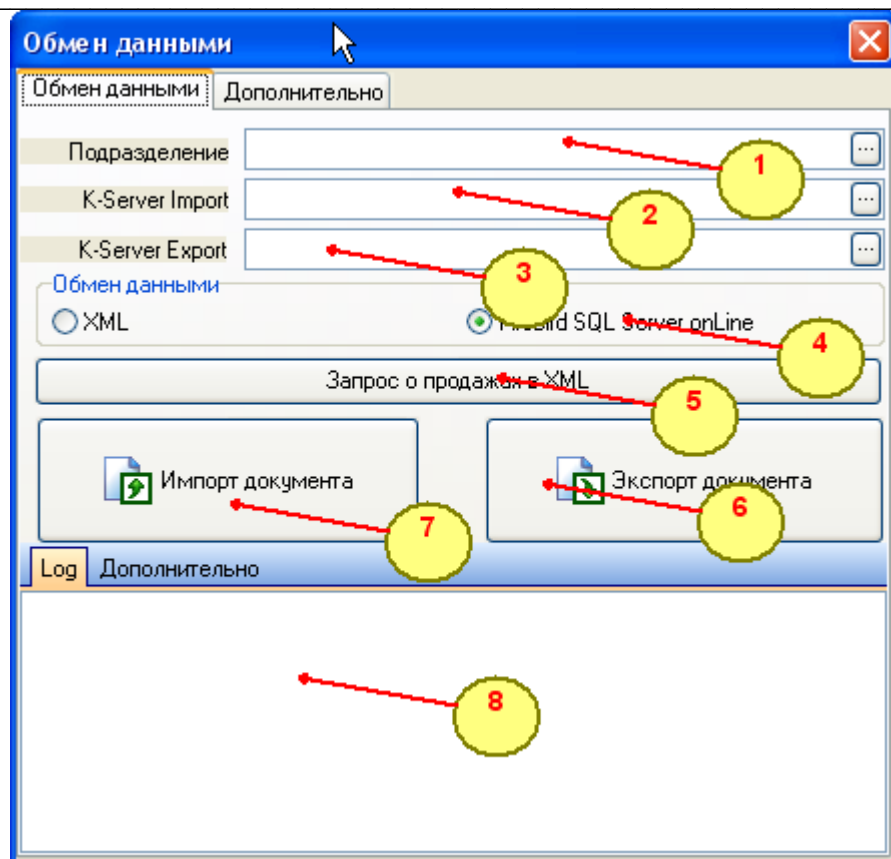 Обмен данными
Обмен данными Дополнительно
Подразделение
1
K-Server Import
2
K-Server Export
3
Обмен данными
XML
SQL Server onLine
4
Запрос о продажах в XML
5
Импорт документа
Экспорт документа
6
7
Log Дополнительно
8